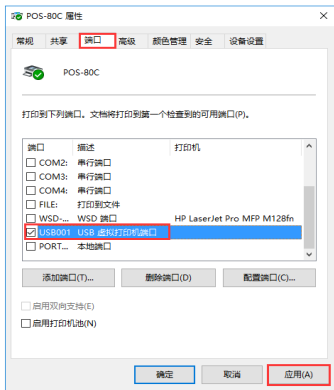 POS-80C 属性
常规 共享 端口 高级 颜色管理 安全 设备设置
POS-80C
打印到下列端口。文档将打印到第一个检查到的可用端口(P)。
端口 描述 打印机
COM2: 串行端口
COM3: 串行端口
COM4: 串行端口
FILE: 打印到文件
WSD-... WSD 端口 HP LaserJet Pro MFP M128fn
USB001 USB 虚拟打印机端口
PORT... 本地端口
添加端口(T)... 删除端口(D) 配置端口(C)...
启用双向支持(E)
启用打印机池(N)
确定 取消 应用(A)